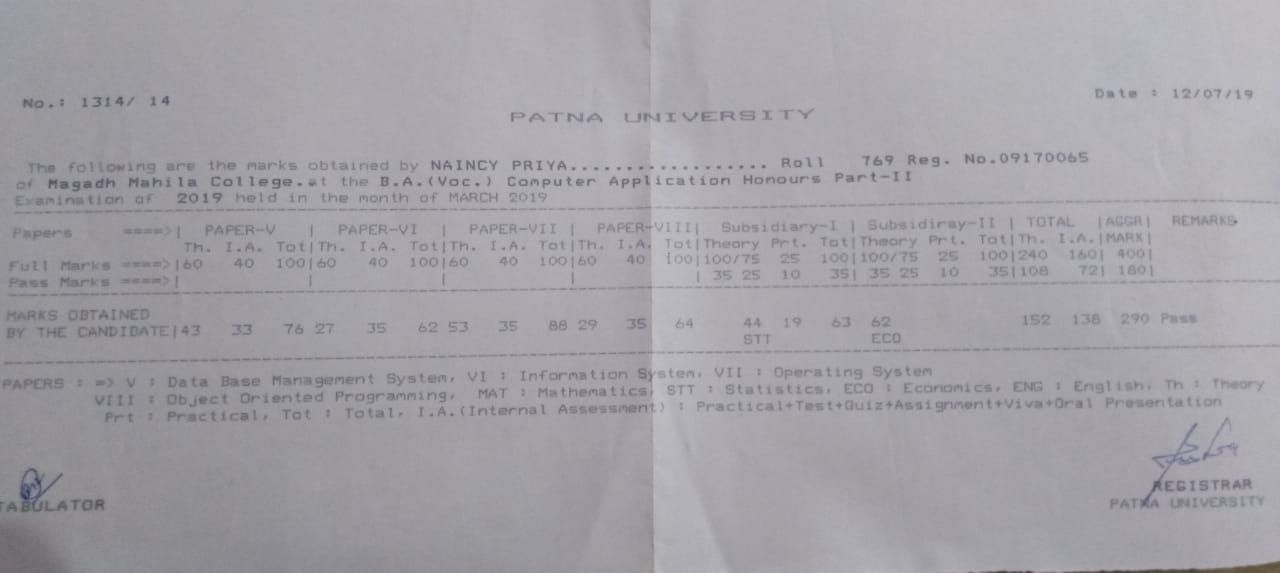 No.: 1314/ 14
Date : 12/07/19
PATNA UNIVERSITY
The following are the marks obtained by NAINCY PRIYA.................. Roll 769 Reg. No.09170065
of Magadh Mahila College.at the B.A.(Voc.) Computer Application Honours Part-II
Examination of 2019 held in the month of MARCH 2019
Papers ====>| PAPER-V | PAPER-VI | PAPER-VII | PAPER-VIII| Subsidiary-I | Subsidiray-II | TOTAL |AGGR| REMARKS
Th. I.A. Tot|Th. I.A. Tot|Th. I.A. Tot|Th. I.A. Tot|Theory Prt. Tot|Theory Prt. Tot|Th. I.A.|MARK|
Full Marks ====>|60 40 100|60 40 100|60 40 100|60 40 100|100/75 25 100|100/75 25 100|240 160| 400|
Pass Marks ====>| | | | | 35 25 10 35| 35 25 10 35|108 72| 180|
MARKS OBTAINED
BY THE CANDIDATE|43 33 76 27 35 62 53 35 88 29 35 64 44 19 63 62 152 138 290 Pass
STT ECO
PAPERS : => V : Data Base Management System, VI : Information System, VII : Operating System
VIII : Object Oriented Programming, MAT : Mathematics, STT : Statistics, ECO : Economics, ENG : English, Th : Theory
Prt : Practical, Tot : Total, I.A.(Internal Assessment) : Practical+Test+Quiz+Assignment+Viva+Oral Presentation
TABULATOR
REGISTRAR
PATNA UNIVERSITY